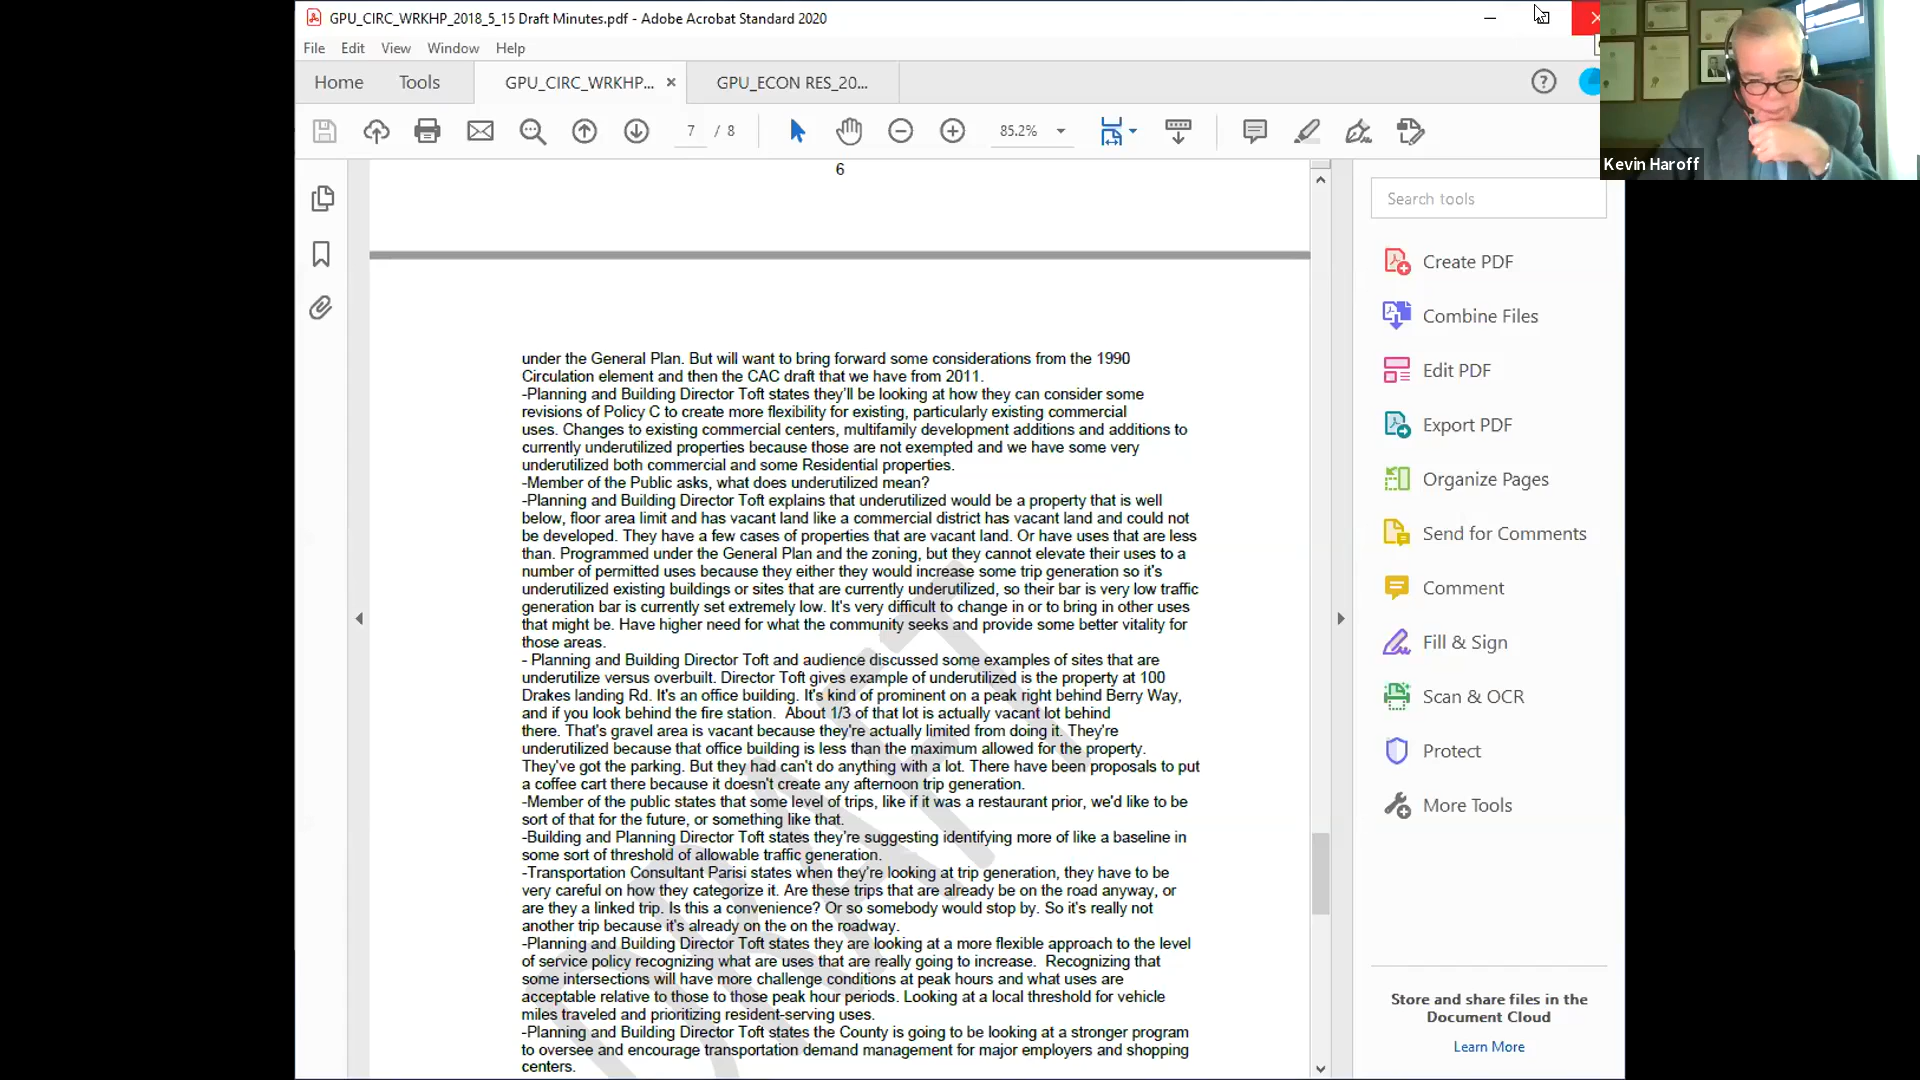 GPU_CIRC_WRKHP_2018_5_15 Draft Minutes.pdf - Adobe Acrobat Standard 2020
File Edit View Window Help
Home Tools GPU_CIRC_WRKHP... × GPU_ECON RES_20...
7 / 8 85.2%
Kevin Haroff
6
under the General Plan. But will want to bring forward some considerations from the 1990
Circulation element and then the CAC draft that we have from 2011.
-Planning and Building Director Toft states they'll be looking at how they can consider some
revisions of Policy C to create more flexibility for existing, particularly existing commercial
uses. Changes to existing commercial centers, multifamily development additions and additions to
currently underutilized properties because those are not exempted and we have some very
underutilized both commercial and some Residential properties.
-Member of the Public asks, what does underutilized mean?
-Planning and Building Director Toft explains that underutilized would be a property that is well
below, floor area limit and has vacant land like a commercial district has vacant land and could not
be developed. They have a few cases of properties that are vacant land. Or have uses that are less
than. Programmed under the General Plan and the zoning, but they cannot elevate their uses to a
number of permitted uses because they either they would increase some trip generation so it's
underutilized existing buildings or sites that are currently underutilized, so their bar is very low traffic
generation bar is currently set extremely low. It's very difficult to change in or to bring in other uses
that might be. Have higher need for what the community seeks and provide some better vitality for
those areas.
- Planning and Building Director Toft and audience discussed some examples of sites that are
underutilize versus overbuilt. Director Toft gives example of underutilized is the property at 100
Drakes landing Rd. It's an office building. It's kind of prominent on a peak right behind Berry Way,
and if you look behind the fire station.  About 1/3 of that lot is actually vacant lot behind
there. That's gravel area is vacant because they're actually limited from doing it. They're
underutilized because that office building is less than the maximum allowed for the property.
They've got the parking. But they had can't do anything with a lot. There have been proposals to put
a coffee cart there because it doesn't create any afternoon trip generation.
-Member of the public states that some level of trips, like if it was a restaurant prior, we'd like to be
sort of that for the future, or something like that.
-Building and Planning Director Toft states they're suggesting identifying more of like a baseline in
some sort of threshold of allowable traffic generation.
-Transportation Consultant Parisi states when they're looking at trip generation, they have to be
very careful on how they categorize it. Are these trips that are already be on the road anyway, or
are they a linked trip. Is this a convenience? Or so somebody would stop by. So it's really not
another trip because it's already on the on the roadway.
-Planning and Building Director Toft states they are looking at a more flexible approach to the level
of service policy recognizing what are uses that are really going to increase.  Recognizing that
some intersections will have more challenge conditions at peak hours and what uses are
acceptable relative to those to those peak hour periods. Looking at a local threshold for vehicle
miles traveled and prioritizing resident-serving uses.
-Planning and Building Director Toft states the County is going to be looking at a stronger program
to oversee and encourage transportation demand management for major employers and shopping
centers.
DRAFT
Search tools
Create PDF
Combine Files
Edit PDF
Export PDF
Organize Pages
Send for Comments
Comment
Fill & Sign
Scan & OCR
Protect
More Tools
Store and share files in the
Document Cloud
Learn More